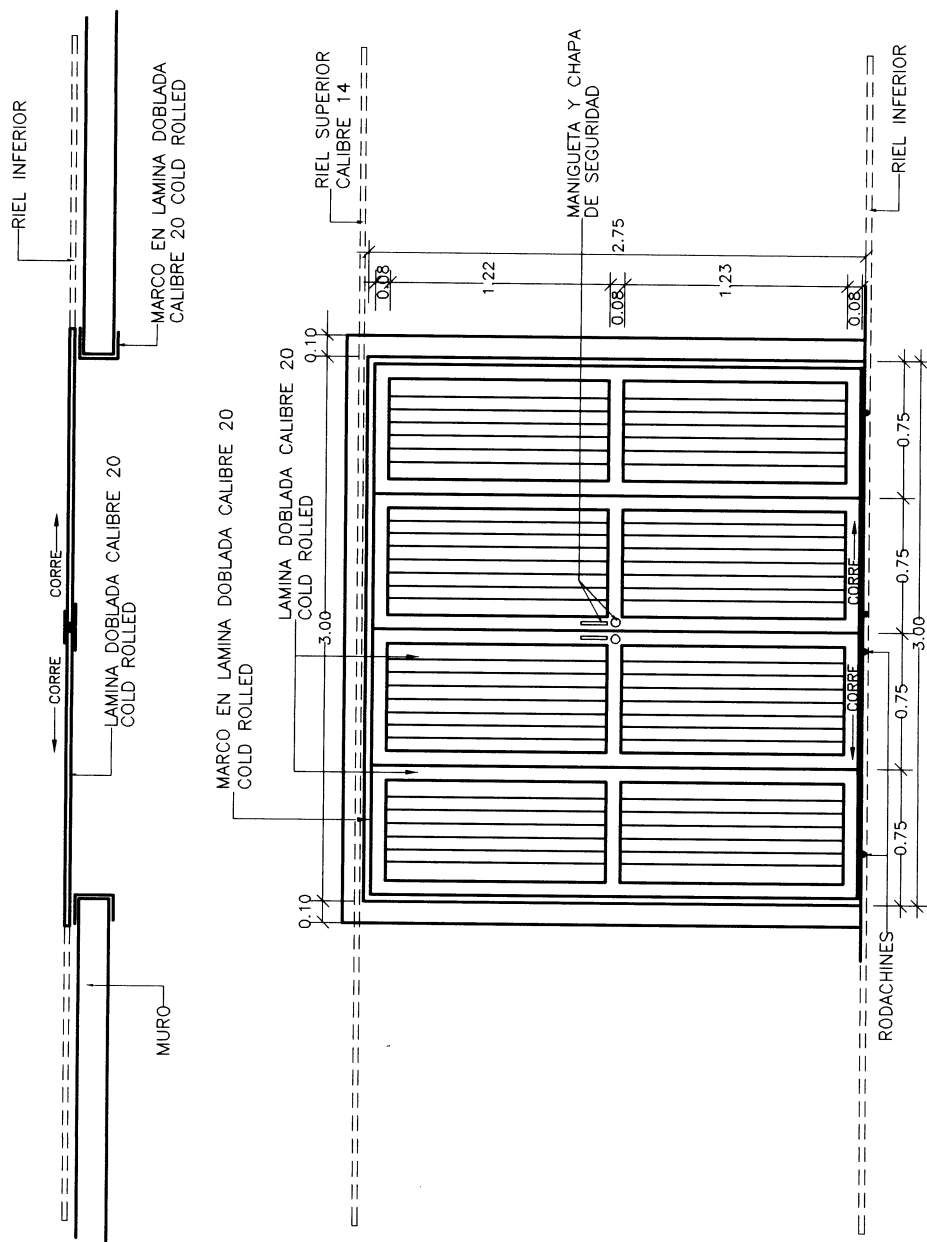 RIEL INFERIOR
MARCO EN LAMINA DOBLADA
CALIBRE 20 COLD ROLLED
CORRE
CORRE
LAMINA DOBLADA CALIBRE 20
COLD ROLLED
MURO
RIEL SUPERIOR
CALIBRE 14
MANIGUETA Y CHAPA
DE SEGURIDAD
RIEL INFERIOR
MARCO EN LAMINA DOBLADA CALIBRE 20
COLD ROLLED
LAMINA DOBLADA CALIBRE 20
COLD ROLLED
0.10
3.00
0.10
2.75
0.08
1.22
0.08
1.23
0.08
CORRE
CORRE
0.75
0.75
0.75
0.75
3.00
RODACHINES